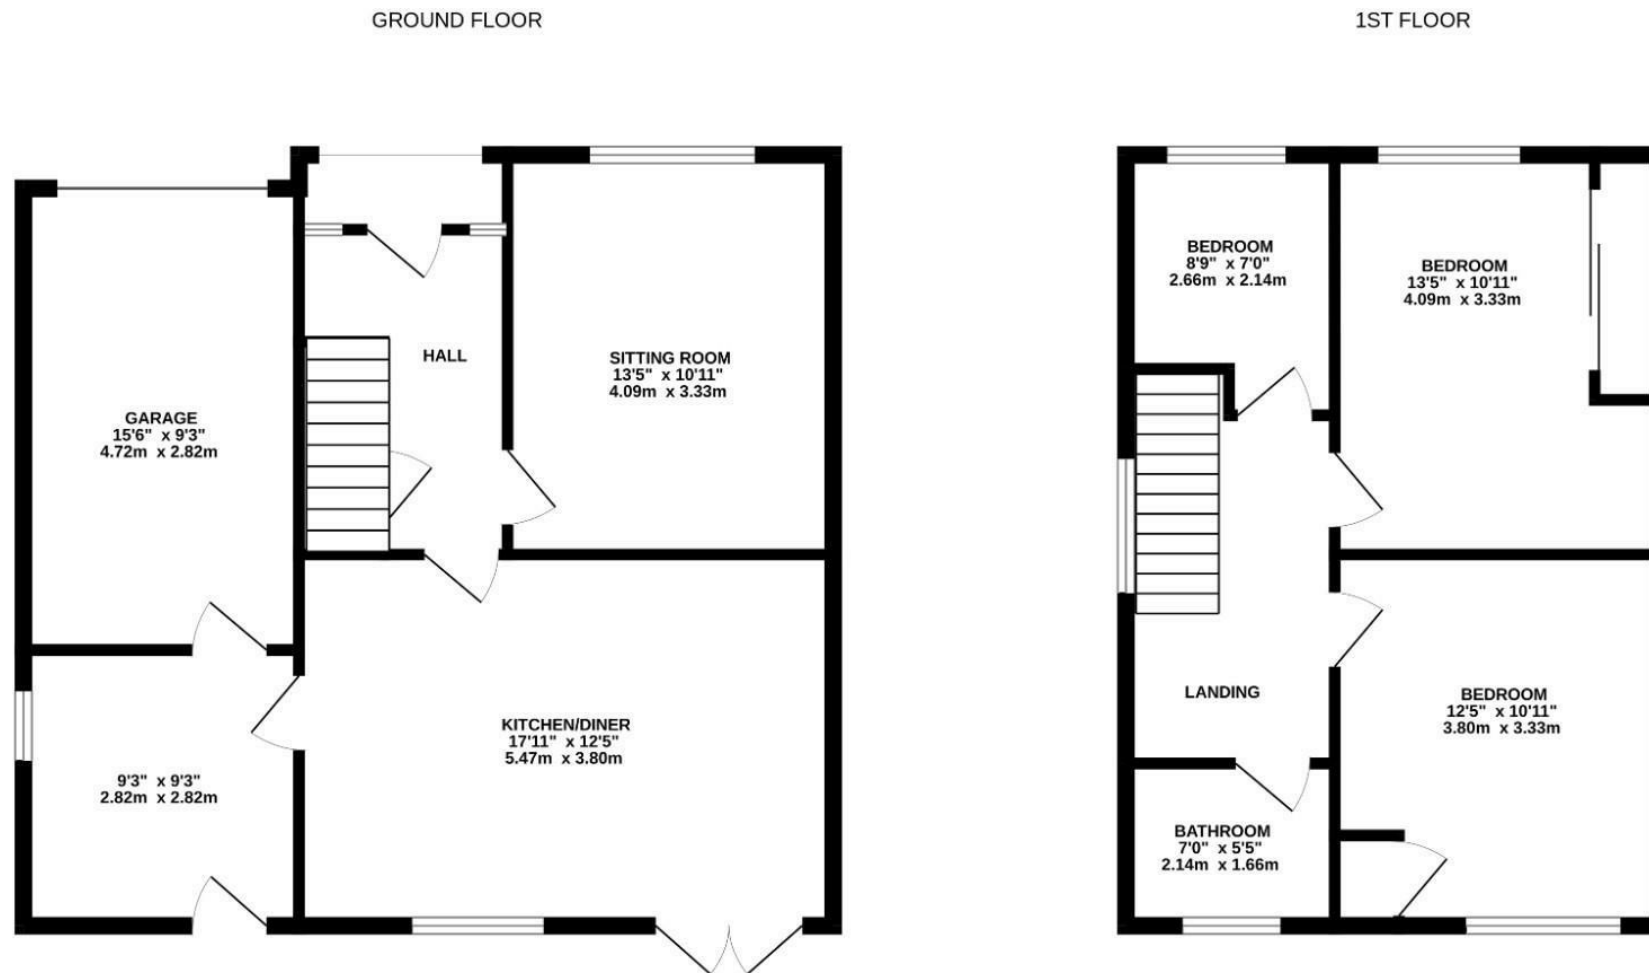 GROUND FLOOR
GARAGE
15'6" x 9'3"
4.72m x 2.82m
HALL
SITTING ROOM
13'5" x 10'11"
4.09m x 3.33m
KITCHEN/DINER
17'11" x 12'5"
5.47m x 3.80m
9'3" x 9'3"
2.82m x 2.82m
1ST FLOOR
BEDROOM
8'9" x 7'0"
2.66m x 2.14m
BEDROOM
13'5" x 10'11"
4.09m x 3.33m
LANDING
BEDROOM
12'5" x 10'11"
3.80m x 3.33m
BATHROOM
7'0" x 5'5"
2.14m x 1.66m